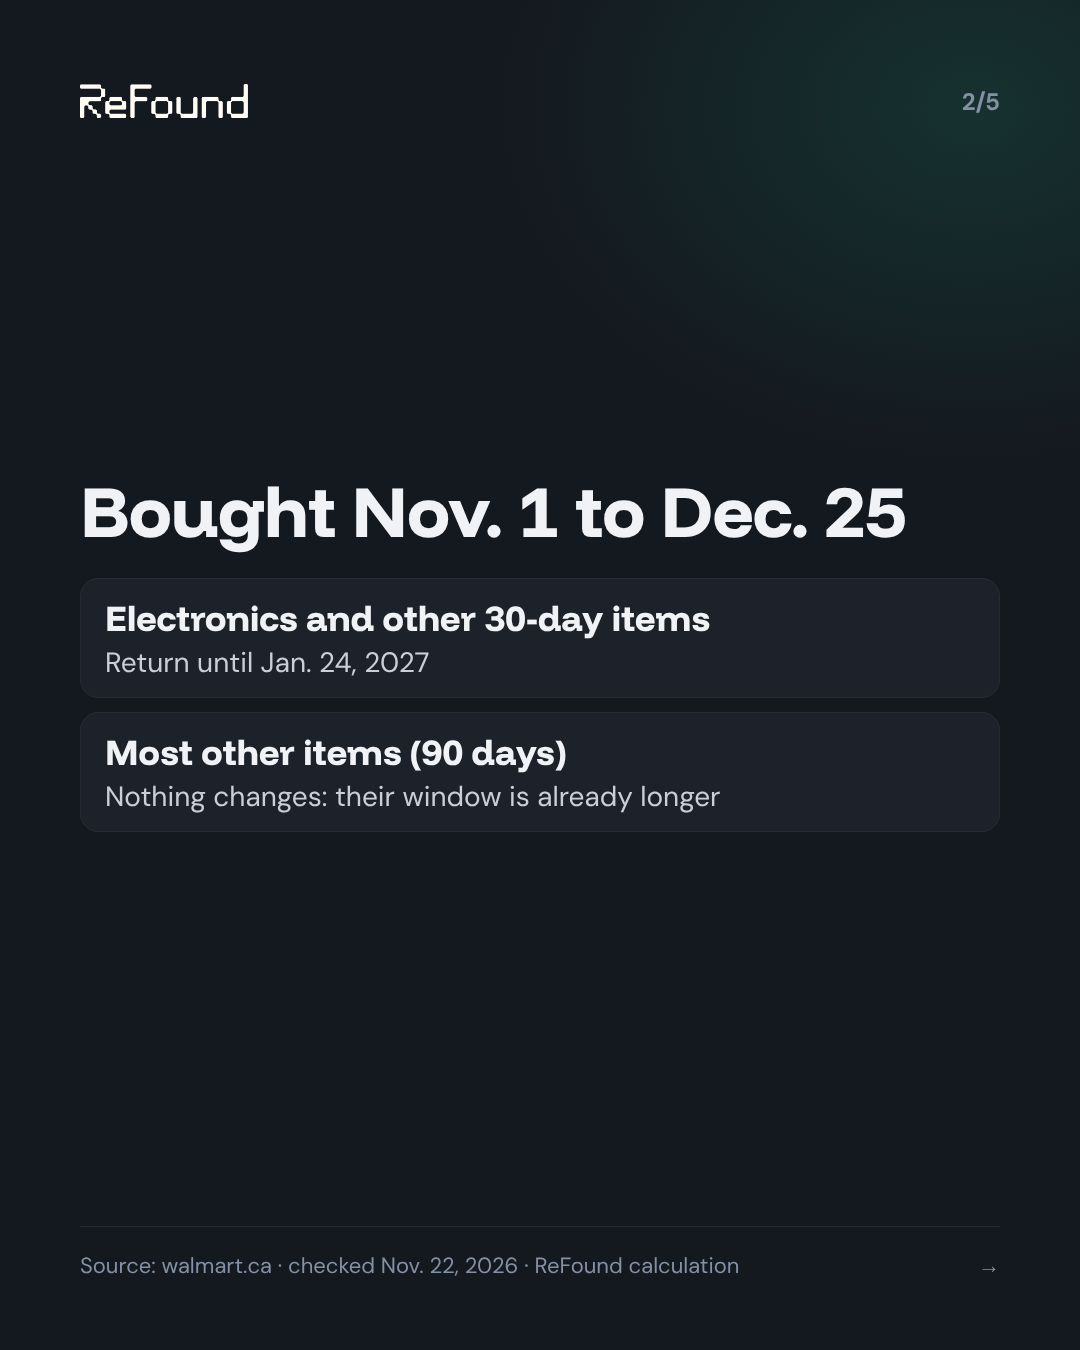 ReFound
2/5
Bought Nov. 1 to Dec. 25
Electronics and other 30-day items
Return until Jan. 24, 2027
Most other items (90 days)
Nothing changes: their window is already longer
Source: walmart.ca · checked Nov. 22, 2026 · ReFound calculation →